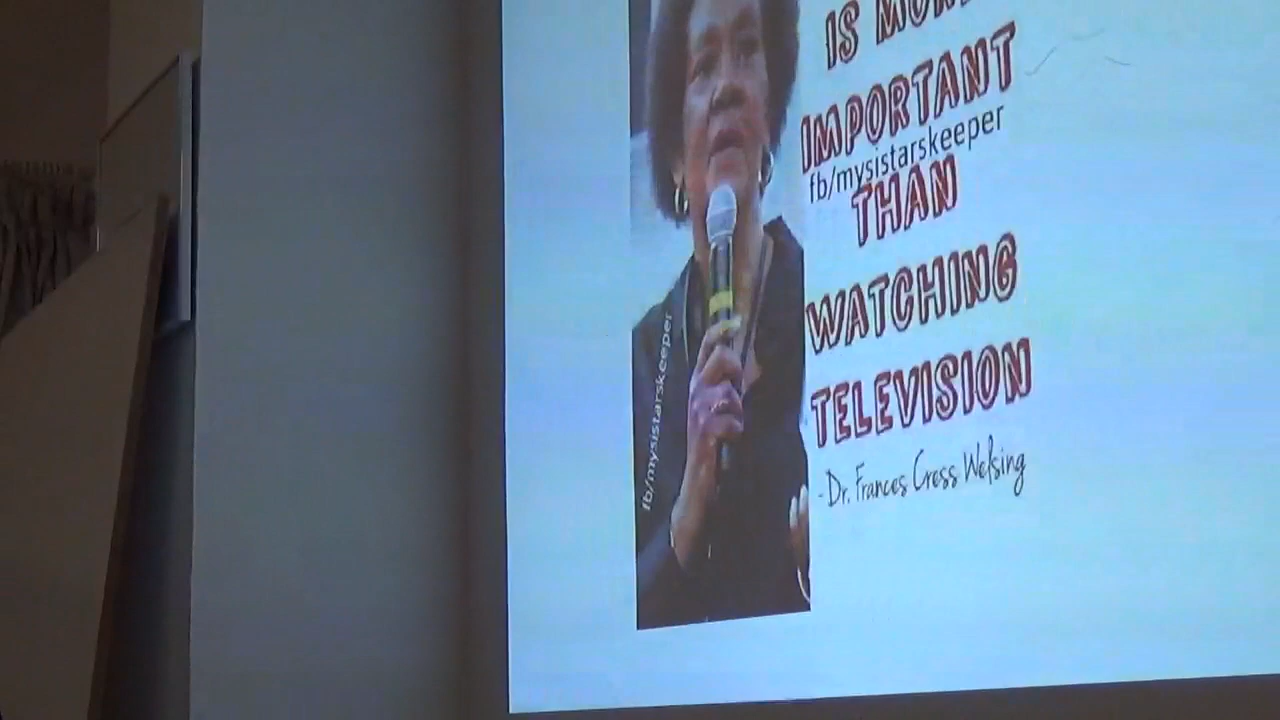 IS MORE
IMPORTANT
fb/mysistarskeeper
THAN
WATCHING
TELEVISION
-Dr. Frances Cress Welsing
fb/mysistarskeeper